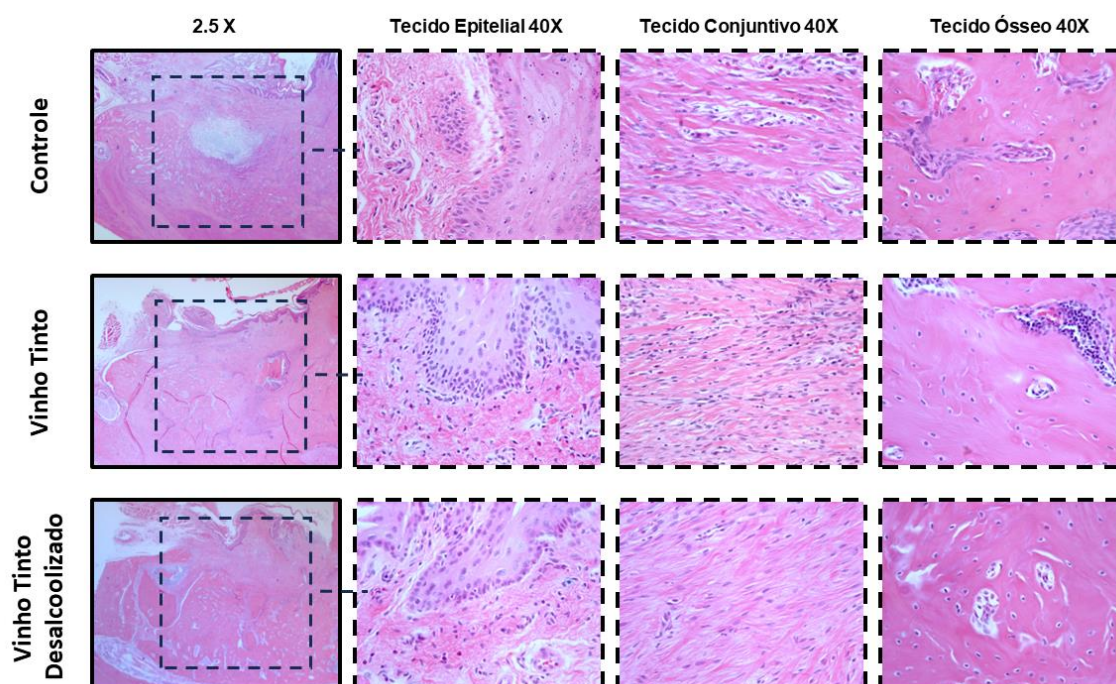 2.5 X
Tecido Epitelial 40X
Tecido Conjuntivo 40X
Tecido Ósseo 40X
Controle
Vinho Tinto
Vinho Tinto
Desalcoolizado